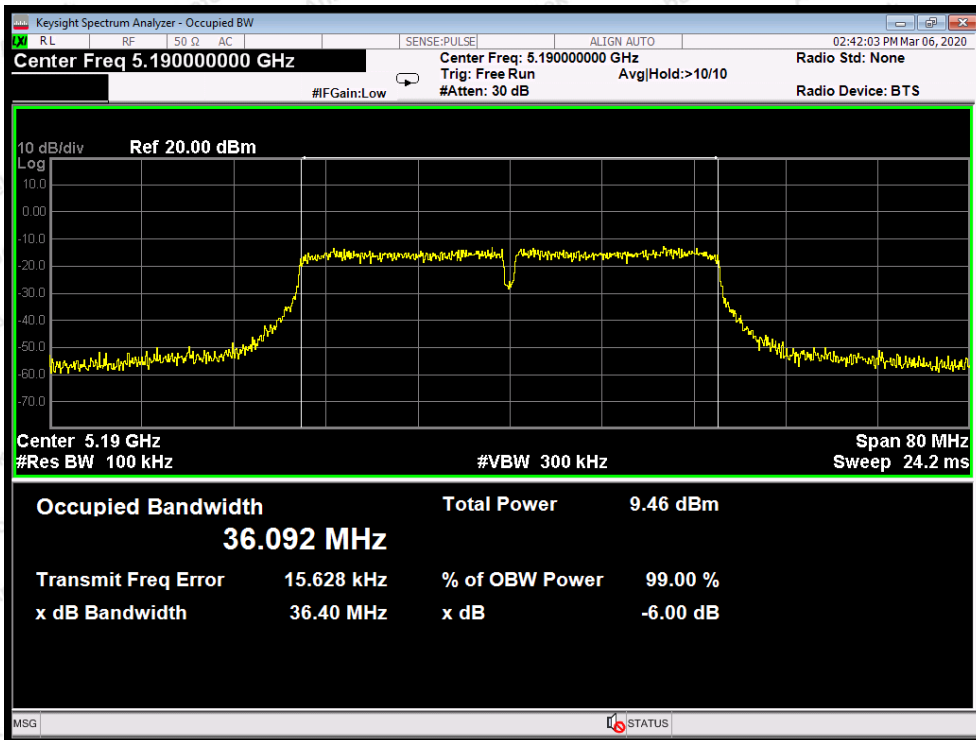 Keysight Spectrum Analyzer - Occupied BW
LXI RL RF 50 Ω AC SENSE:PULSE ALIGN AUTO 02:42:03 PM Mar 06, 2020
Center Freq 5.190000000 GHz
Center Freq: 5.190000000 GHz
Radio Std: None
Trig: Free Run Avg|Hold:>10/10
#IFGain:Low #Atten: 30 dB Radio Device: BTS
10 dB/div Ref 20.00 dBm
Log
10.0
0.00
-10.0
-20.0
-30.0
-40.0
-50.0
-60.0
-70.0
Center 5.19 GHz Span 80 MHz
#Res BW 100 kHz #VBW 300 kHz Sweep 24.2 ms
Occupied Bandwidth Total Power 9.46 dBm
36.092 MHz
Transmit Freq Error 15.628 kHz % of OBW Power 99.00 %
x dB Bandwidth 36.40 MHz x dB -6.00 dB
MSG STATUS